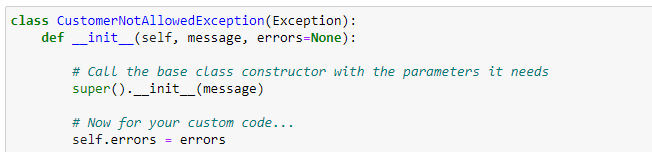 class CustomerNotAllowedException(Exception):
    def __init__(self, message, errors=None):
        # Call the base class constructor with the parameters it needs
        super().__init__(message)
        # Now for your custom code...
        self.errors = errors